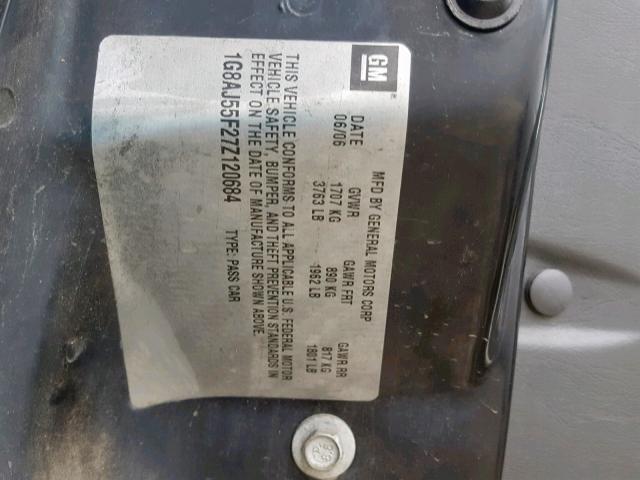 GM
MFD BY GENERAL MOTORS CORP
DATE GVWR GAWR FRT GAWR RR
06/06 1707 KG 890 KG 817 KG
3763 LB 1962 LB 1801 LB
THIS VEHICLE CONFORMS TO ALL APPLICABLE U.S. FEDERAL MOTOR
VEHICLE SAFETY, BUMPER, AND THEFT PREVENTION STANDARDS IN
EFFECT ON THE DATE OF MANUFACTURE SHOWN ABOVE.
1G8AJ55F27Z120684 TYPE: PASS CAR